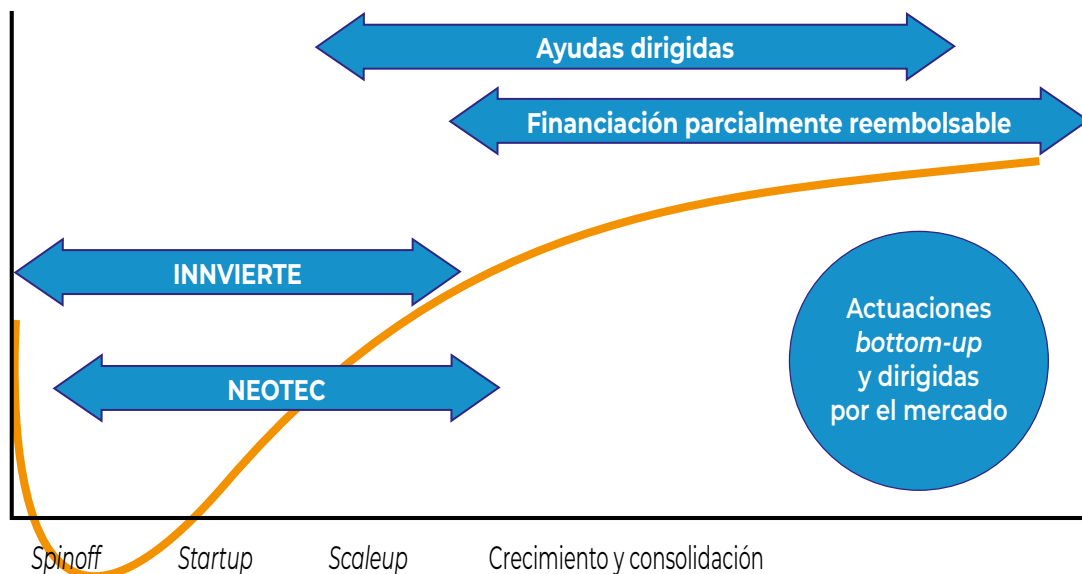 Ayudas dirigidas
Financiación parcialmente reembolsable
INNVIERTE
NEOTEC
Actuaciones
bottom-up
y dirigidas
por el mercado
Spinoff Startup Scaleup Crecimiento y consolidación